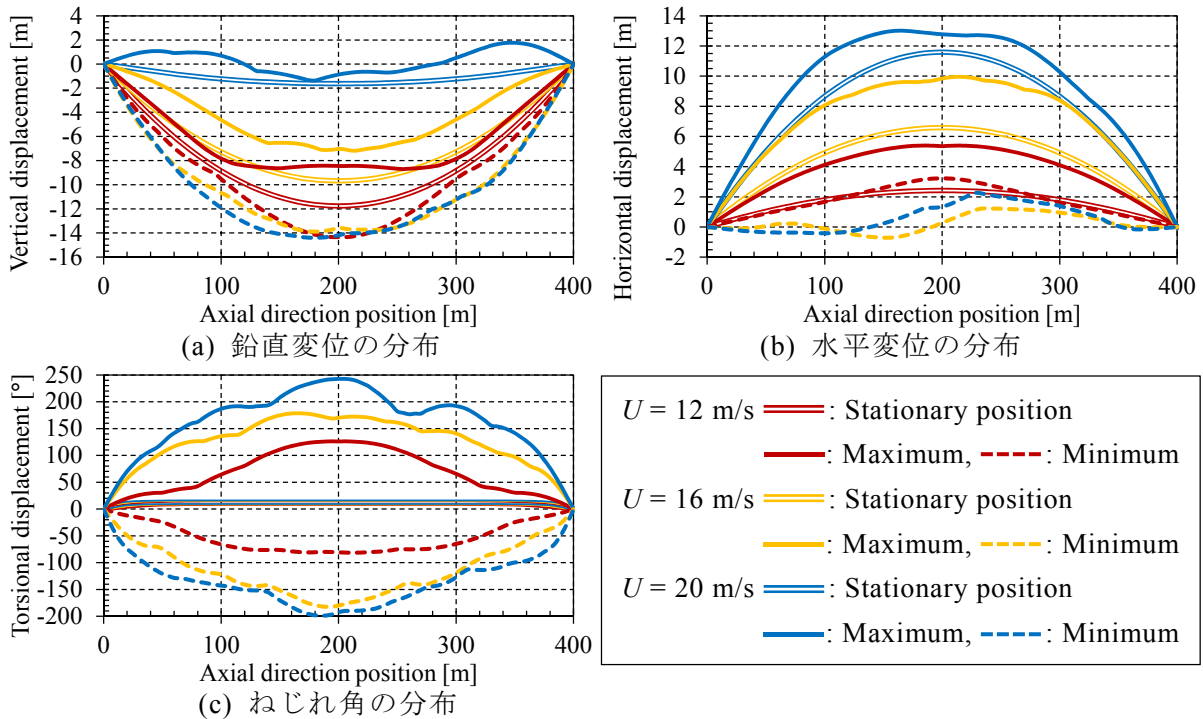 Vertical displacement [m]
4
2
0
-2
-4
-6
-8
-10
-12
-14
-16
0 100 200 300 400
Axial direction position [m]
(a) 鉛直変位の分布
Horizontal displacement [m]
14
12
10
8
6
4
2
0
-2
0 100 200 300 400
Axial direction position [m]
(b) 水平変位の分布
Torsional displacement [°]
250
200
150
100
50
0
-50
-100
-150
-200
0 100 200 300 400
Axial direction position [m]
(c) ねじれ角の分布
U = 12 m/s : Stationary position
: Maximum, : Minimum
U = 16 m/s : Stationary position
: Maximum, : Minimum
U = 20 m/s : Stationary position
: Maximum, : Minimum